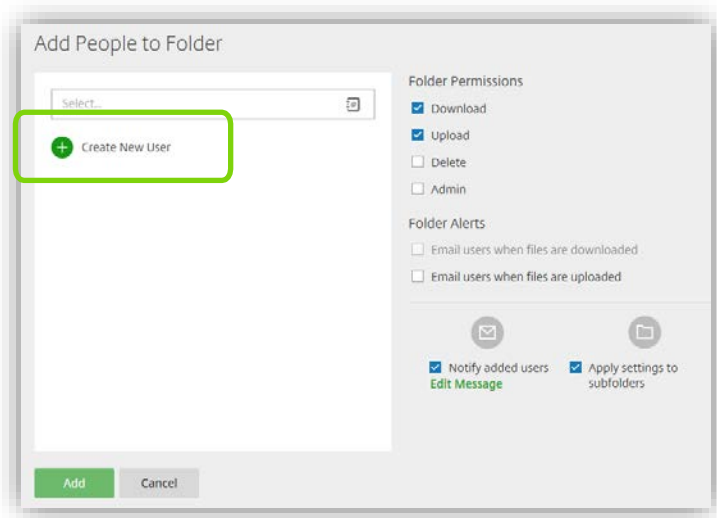 Add People to Folder
Select...
Create New User
Folder Permissions
Download
Upload
Delete
Admin
Folder Alerts
Email users when files are downloaded
Email users when files are uploaded
Notify added users
Edit Message
Apply settings to
subfolders
Add
Cancel